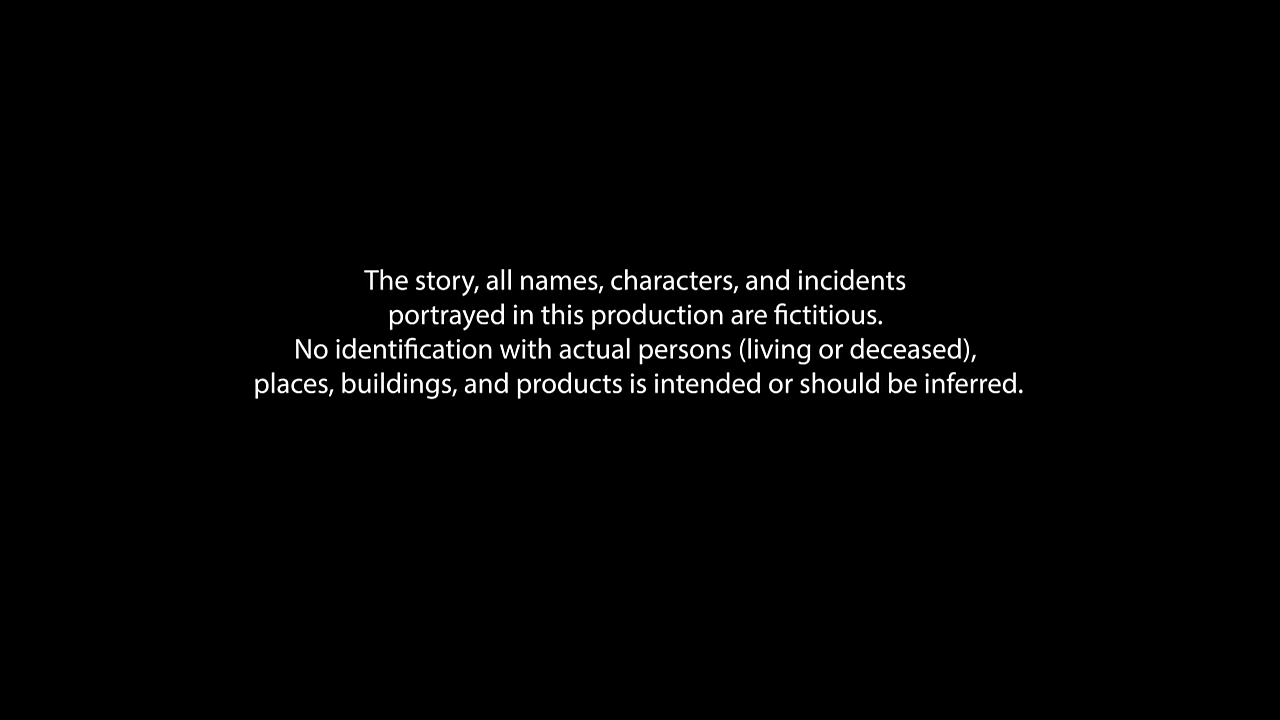 The story, all names, characters, and incidents
portrayed in this production are fictitious.
No identification with actual persons (living or deceased),
places, buildings, and products is intended or should be inferred.